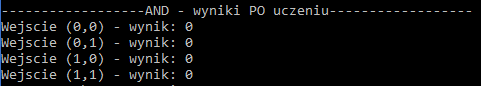 ------------------AND - wyniki PO uczeniu------------------
Wejscie (0,0) - wynik: 0
Wejscie (0,1) - wynik: 0
Wejscie (1,0) - wynik: 0
Wejscie (1,1) - wynik: 0